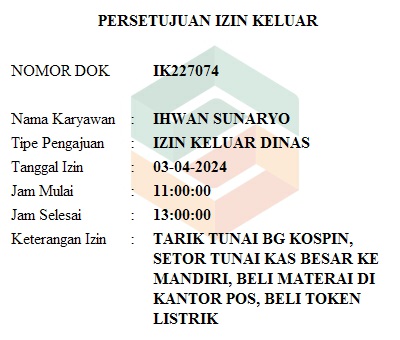 PERSETUJUAN IZIN KELUAR
NOMOR DOK IK227074
Nama Karyawan : IHWAN SUNARYO
Tipe Pengajuan : IZIN KELUAR DINAS
Tanggal Izin : 03-04-2024
Jam Mulai : 11:00:00
Jam Selesai : 13:00:00
Keterangan Izin : TARIK TUNAI BG KOSPIN,
SETOR TUNAI KAS BESAR KE
MANDIRI, BELI MATERAI DI
KANTOR POS, BELI TOKEN
LISTRIK